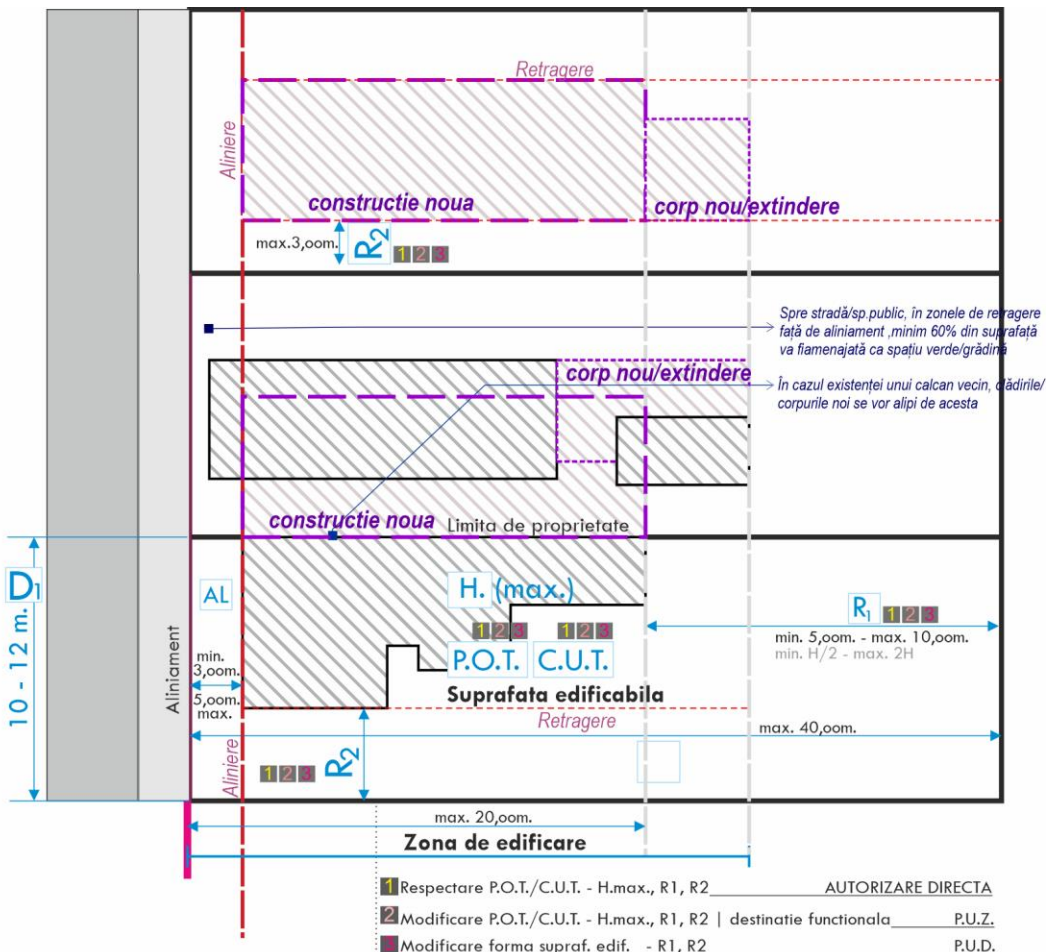 Retragere
Aliniere
constructie noua
corp nou/extindere
max.3,oom.
R2
1 2 3
Spre stradă/sp.public, în zonele de retragere
față de aliniament ,minim 60% din suprafață
va fiamenajată ca spațiu verde/grădină
corp nou/extindere
În cazul existenței unui calcan vecin, clădirile/
corpurile noi se vor alipi de acesta
constructie noua
Limita de proprietate
D1
10 - 12 m.
AL
H. (max.)
1 2 3
1 2 3
P.O.T.
C.U.T.
R1
1 2 3
min. 5,oom. - max. 10,oom.
min H/2 - max. 2H
Aliniament
min.
3,oom.
5,oom.
max.
Suprafata edificabila
Retragere
max. 40,oom.
Aliniere
1 2 3
R2
max. 20,oom.
Zona de edificare
1 Respectare P.O.T./C.U.T. - H.max., R1, R2 AUTORIZARE DIRECTA
2 Modificare P.O.T./C.U.T. - H.max., R1, R2 | destinatie functionala P.U.Z.
3 Modificare forma supraf. edif. - R1, R2 P.U.D.